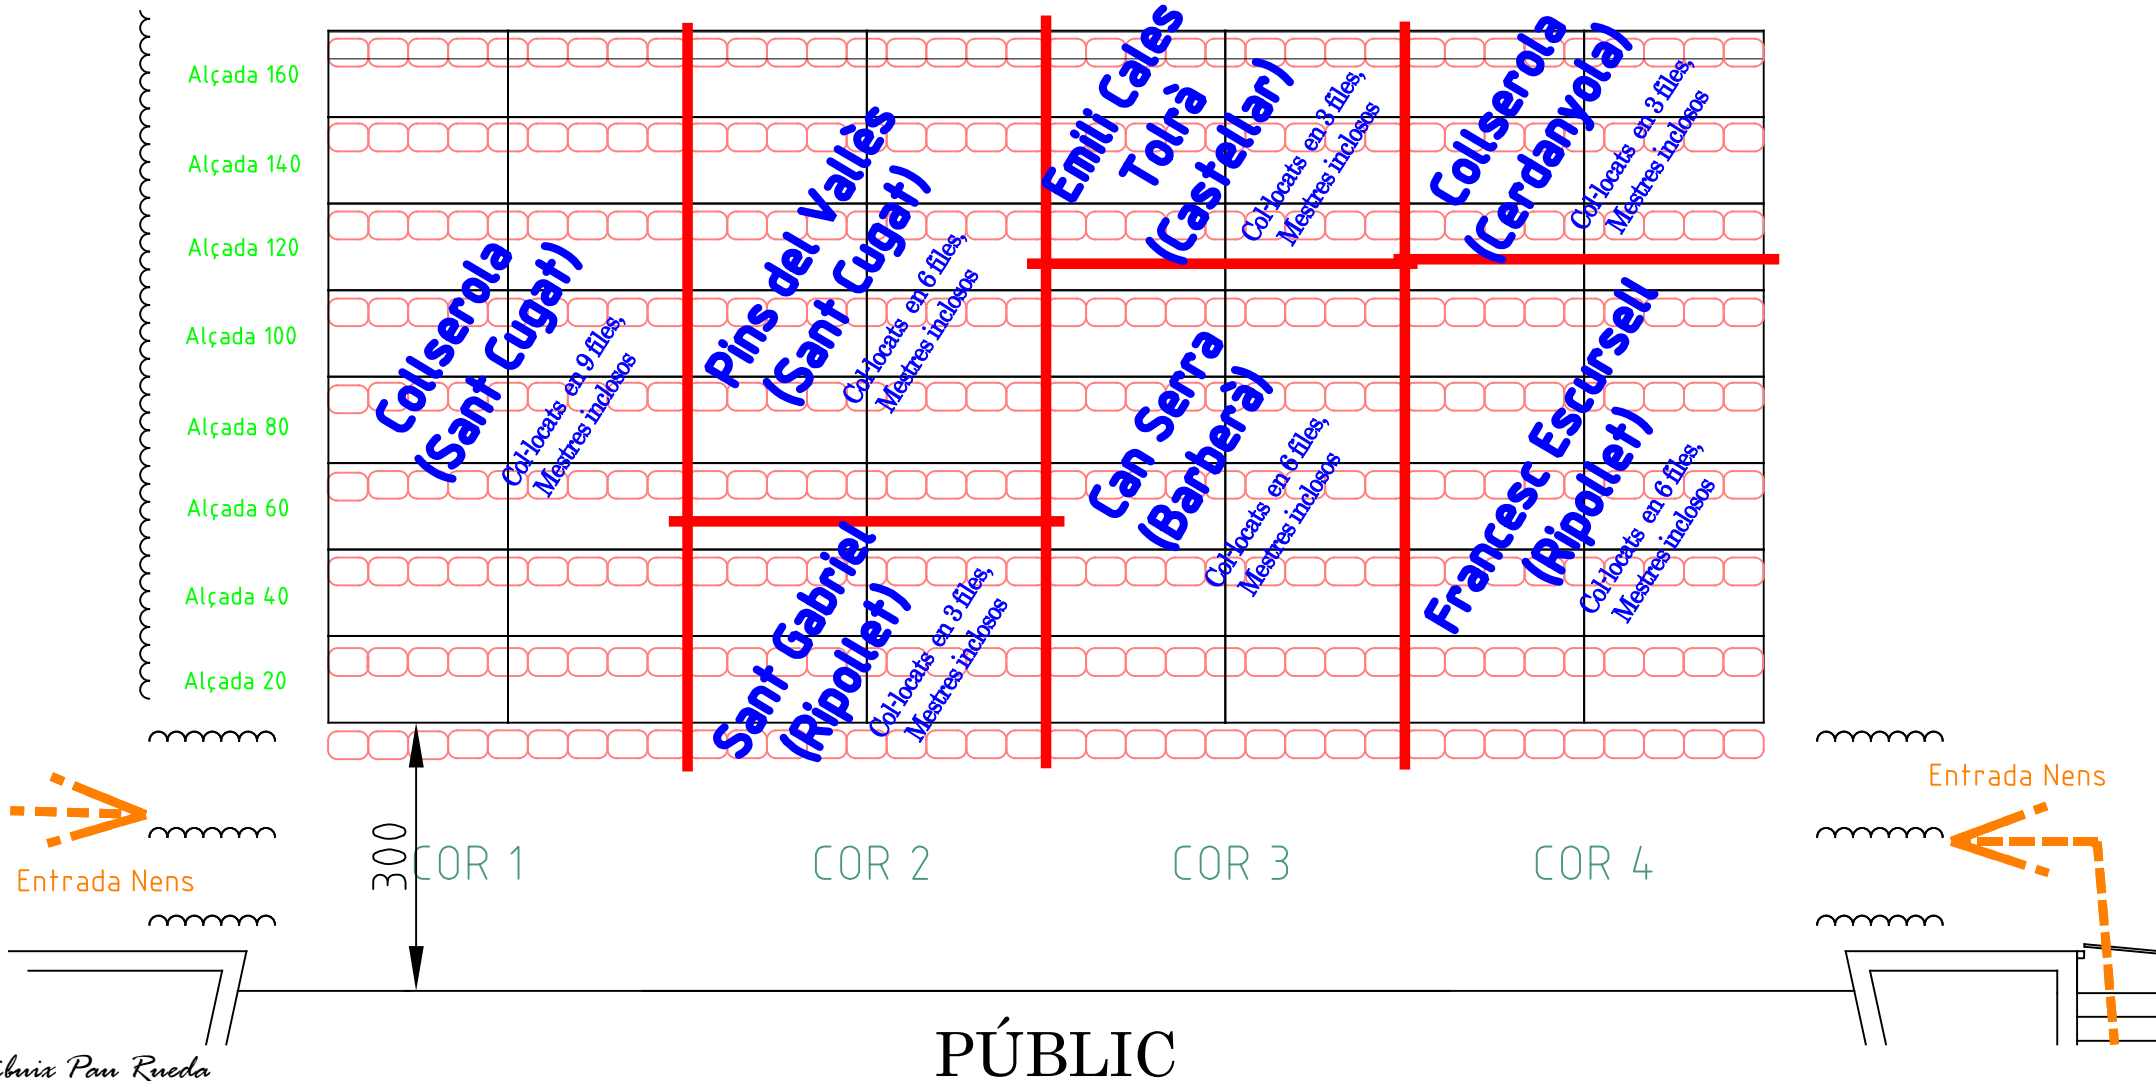 Alçada 160
Alçada 140
Alçada 120
Alçada 100
Alçada 80
Alçada 60
Alçada 40
Alçada 20
Collserola
(Sant Cugat)
Col·locats en 9 files,
Mestres inclosos
Pins del Vallès
(Sant Cugat)
Col·locats en 6 files,
Mestres inclosos
Sant Gabriel
(Ripollet)
Col·locats en 3 files,
Mestres inclosos
Emili Cales
Tolrà
(Castellar)
Col·locats en 3 files,
Mestres inclosos
Can Serra
(Barberà)
Col·locats en 6 files,
Mestres inclosos
Collserola
(Cerdanyola)
Col·locats en 3 files,
Mestres inclosos
Francesc Escursell
(Ripollet)
Col·locats en 6 files,
Mestres inclosos
Entrada Nens
Entrada Nens
300
COR 1
COR 2
COR 3
COR 4
PÚBLIC
Pau Rueda